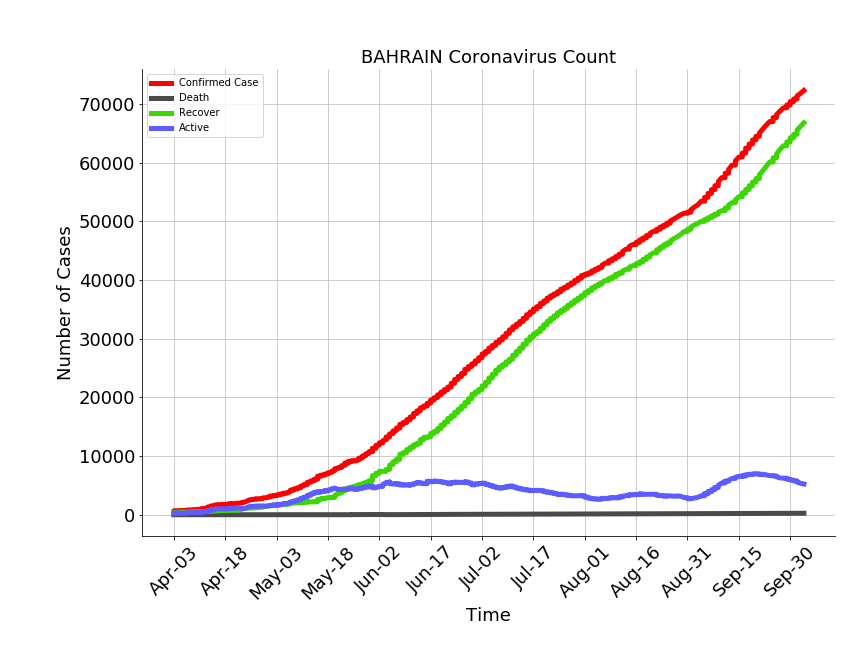 BAHRAIN Coronavirus Count
Confirmed Case
Death
Recover
Active
70000
60000
50000
40000
30000
20000
10000
0
Number of Cases
Apr-03
Apr-18
May-03
May-18
Jun-02
Jun-17
Jul-02
Jul-17
Aug-01
Aug-16
Aug-31
Sep-15
Sep-30
Time